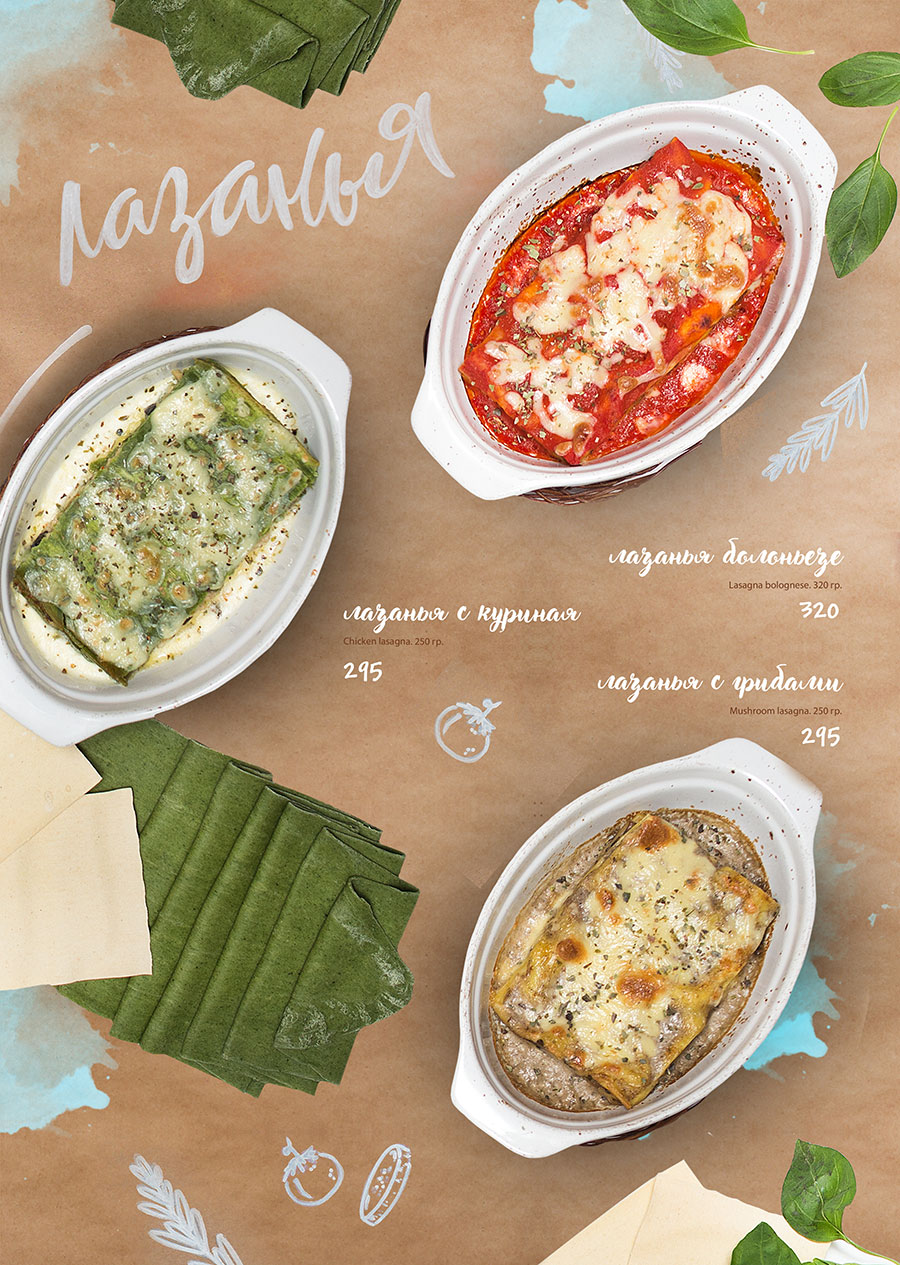 Лазанья
лазанья болоньезе
Lasagna bolognese. 320 гр.
320
лазанья с куриная
Chicken lasagna. 250 гр.
295
лазанья с грибами
Mushroom lasagna. 250 гр.
295